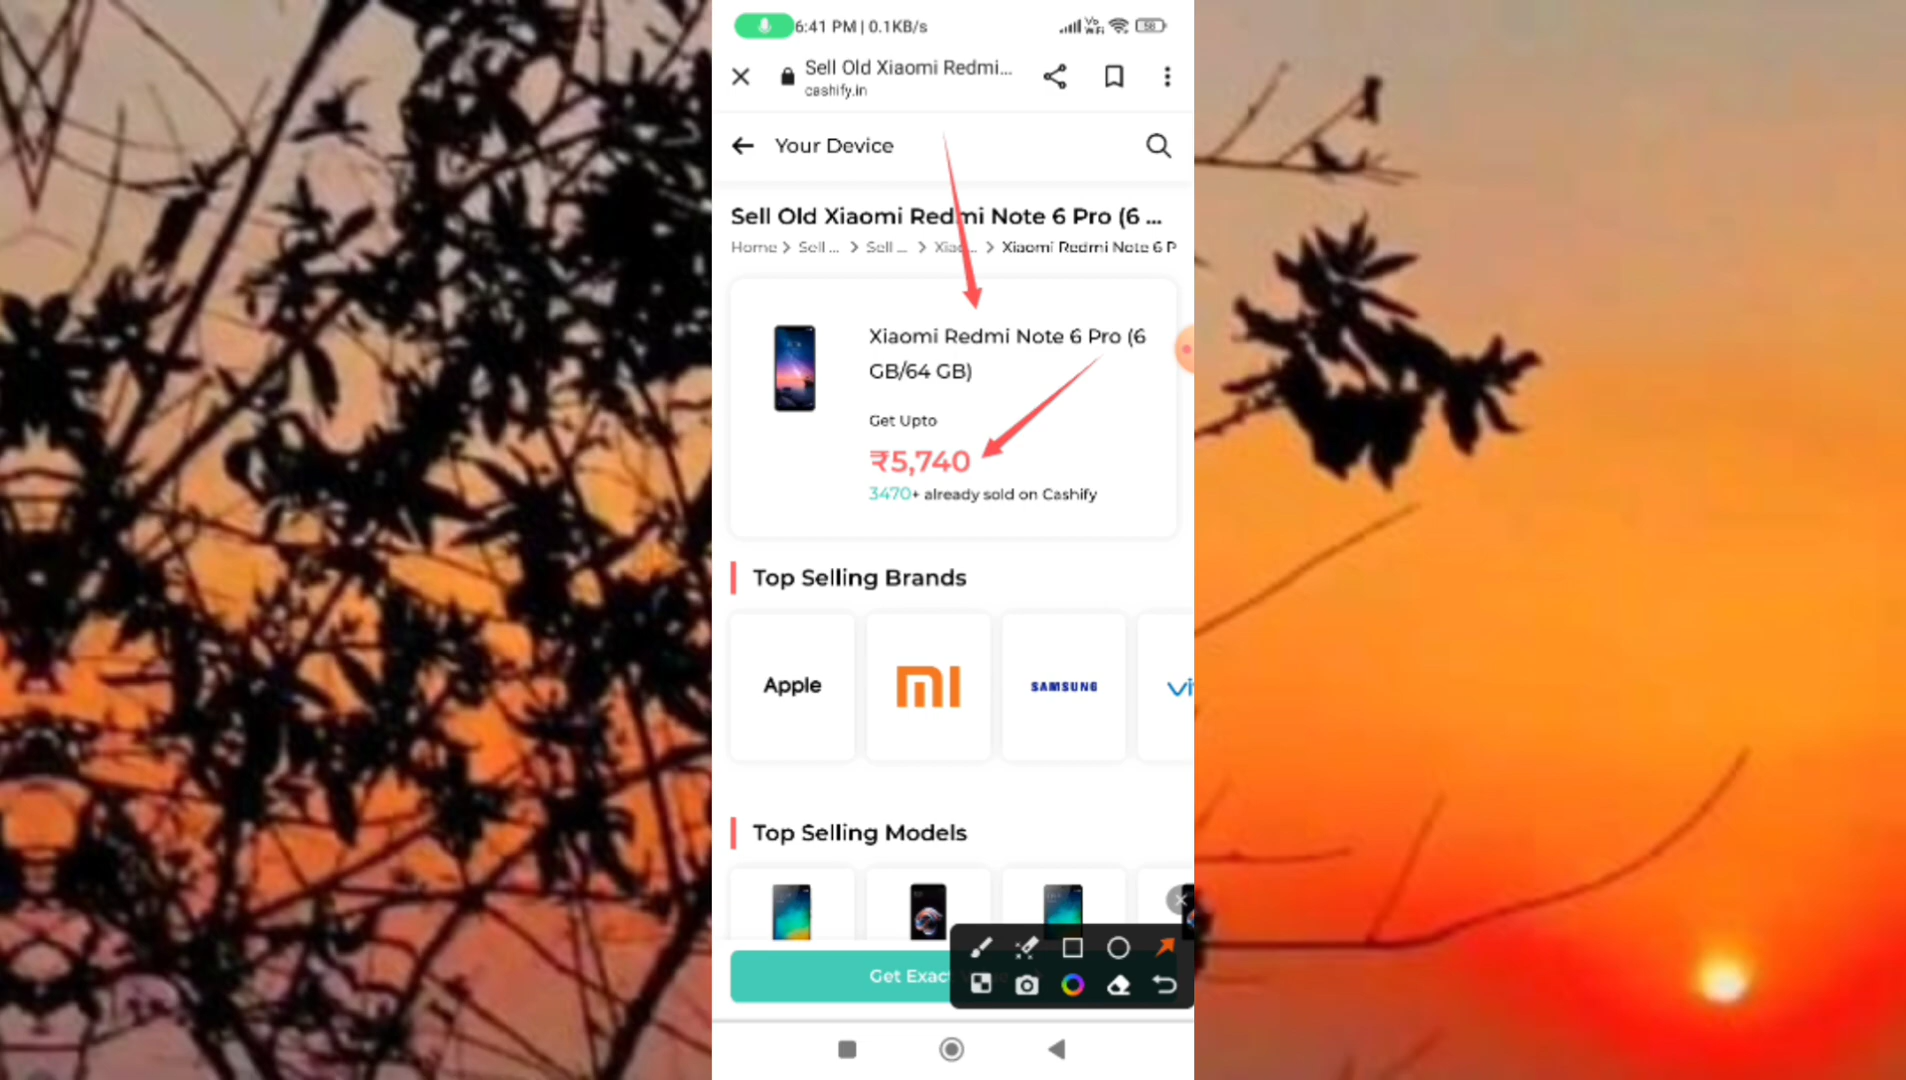 6:41 PM | 0.1KB/s
Vo
WiFi
58
Sell Old Xiaomi Redmi...
cashify.in
Your Device
Sell Old Xiaomi Redmi Note 6 Pro (6 ...
Home > Sell ... > Sell ... > Xiao... > Xiaomi Redmi Note 6 P
Xiaomi Redmi Note 6 Pro (6
GB/64 GB)
Get Upto
₹5,740
3470+ already sold on Cashify
Top Selling Brands
Apple
mi
SAMSUNG
vi
Top Selling Models
Get Exac